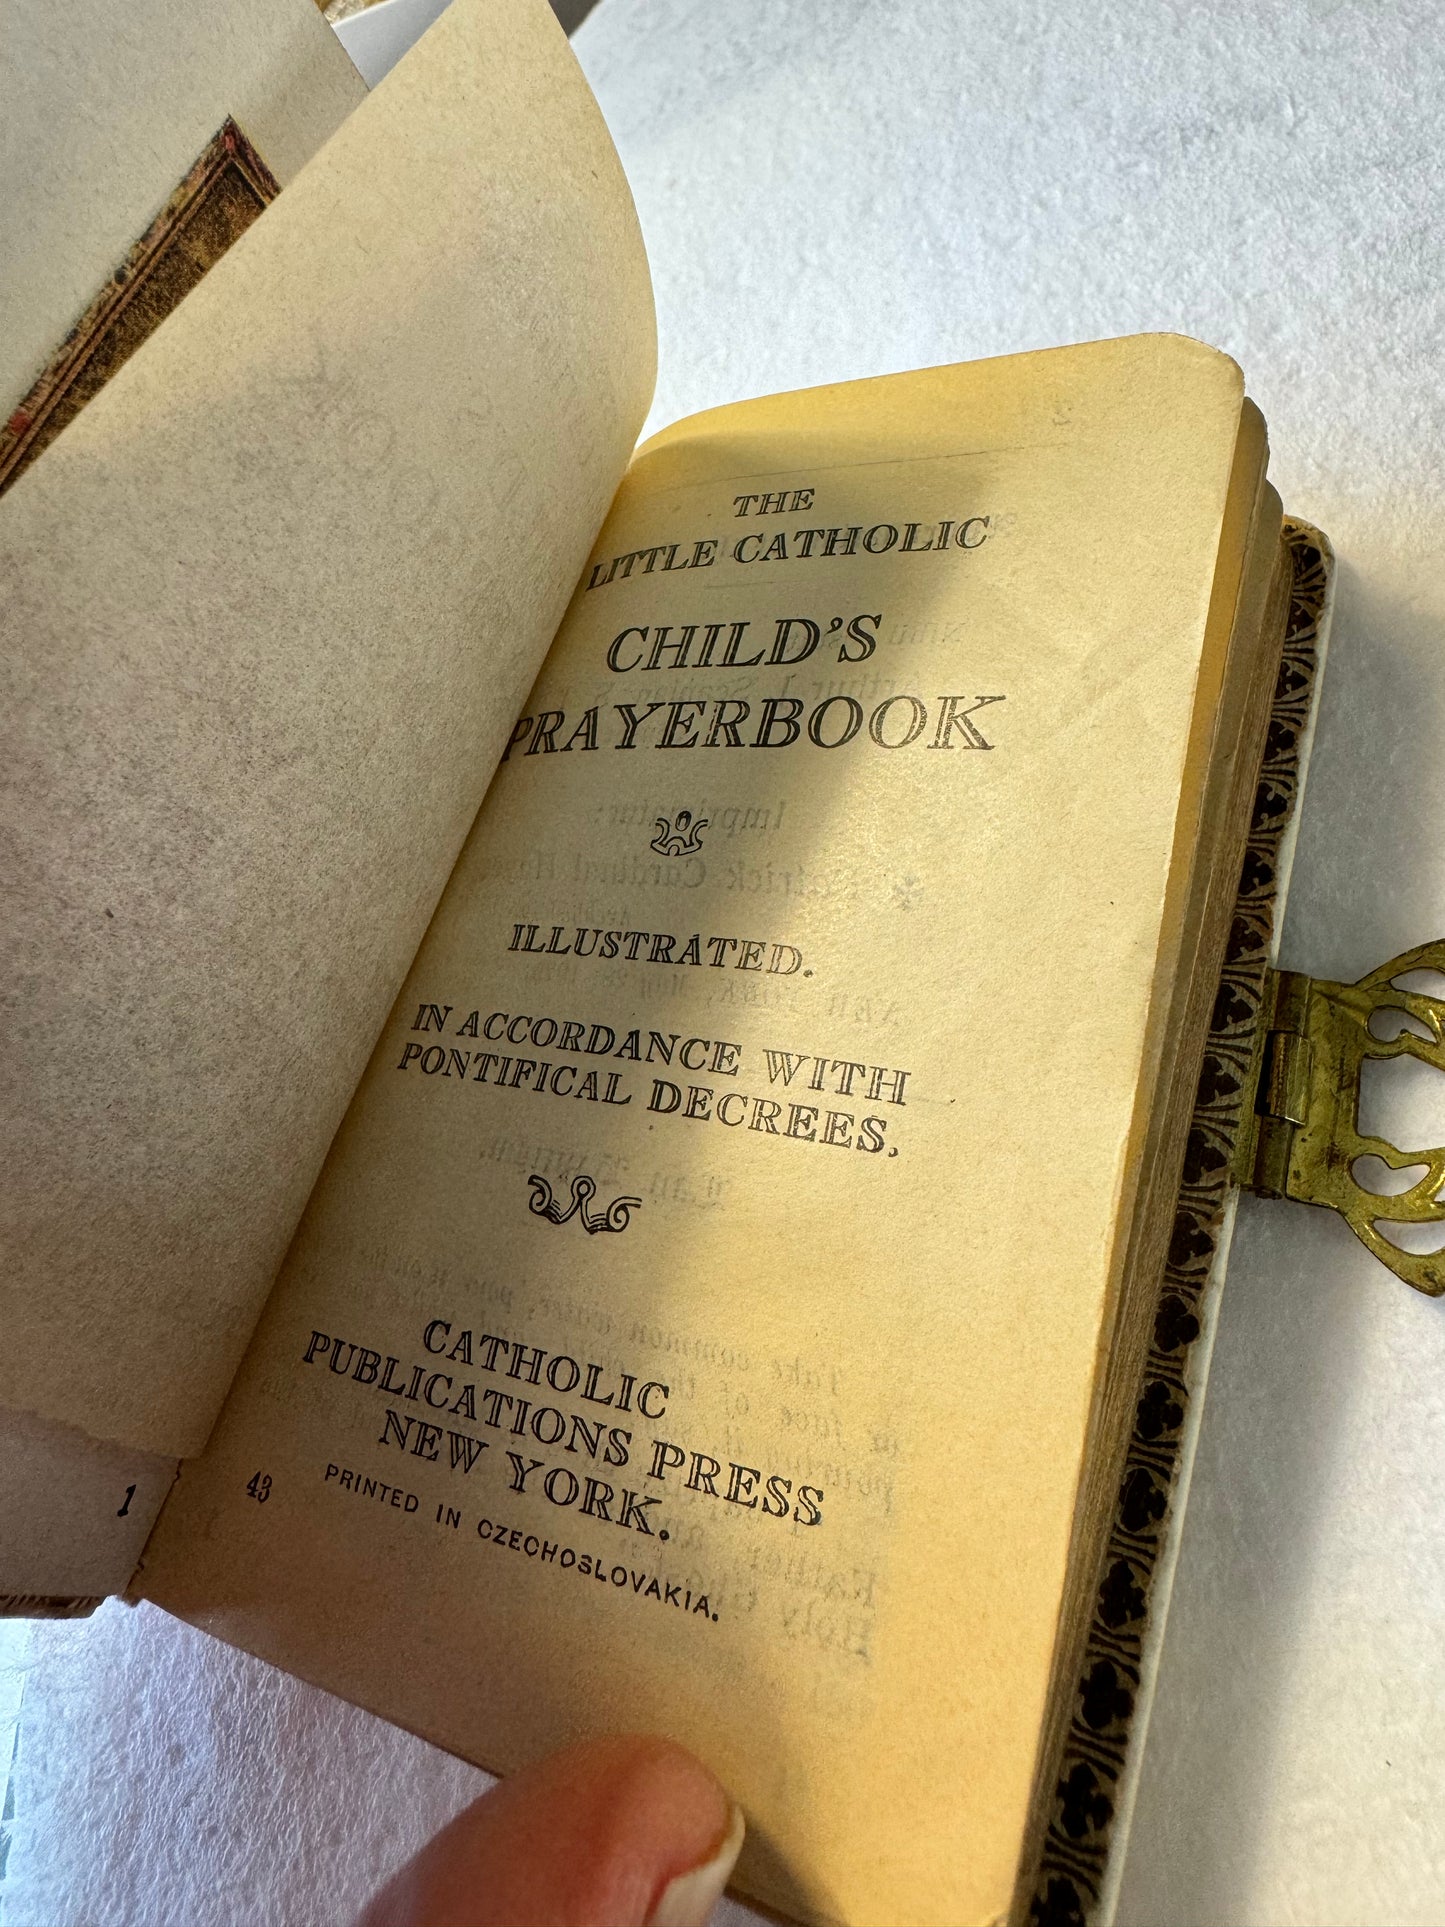 THE
LITTLE CATHOLIC
CHILD'S
PRAYERBOOK
ILLUSTRATED.
IN ACCORDANCE WITH
PONTIFICAL DECREES.
CATHOLIC
PUBLICATIONS PRESS
NEW YORK.
PRINTED IN CZECHOSLOVAKIA.
43
1